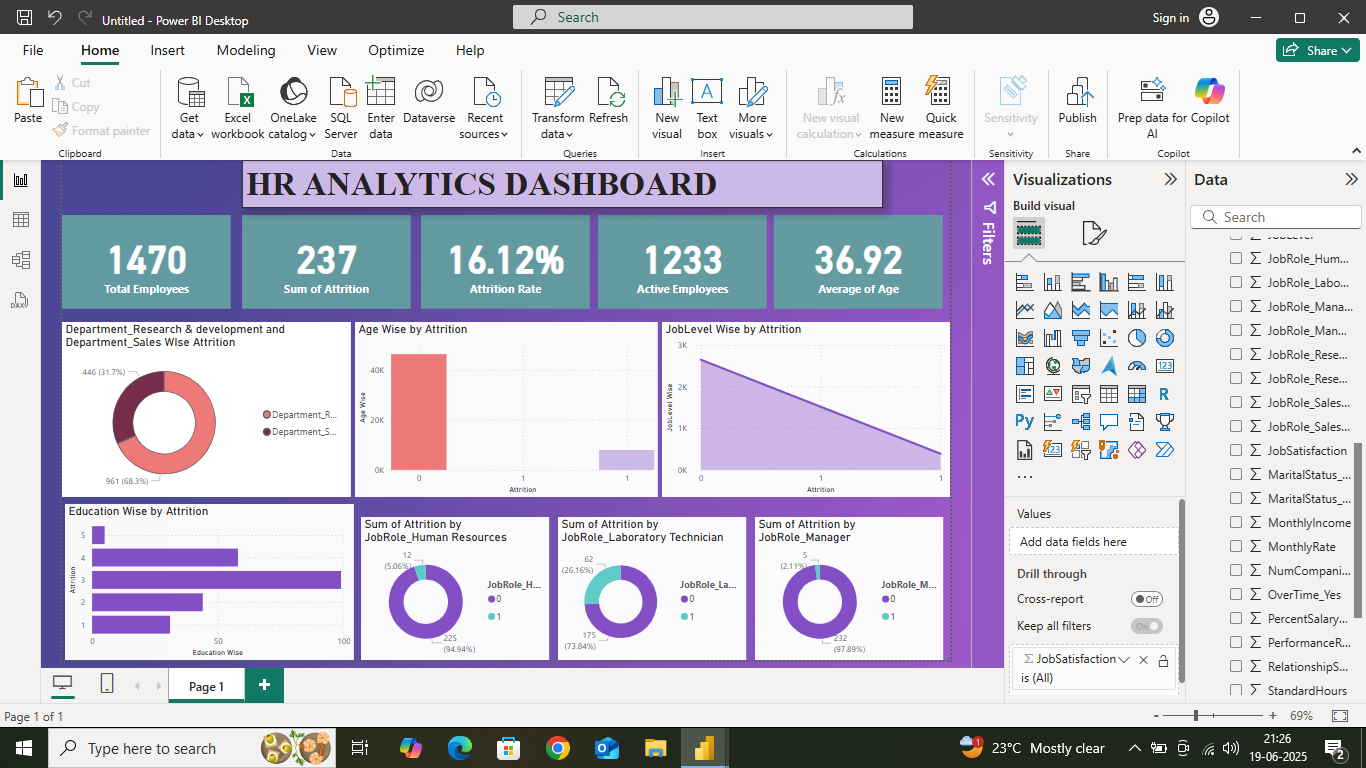 Untitled - Power BI Desktop
Search
Sign in
File
Home
Insert
Modeling
View
Optimize
Help
Share
Paste
Cut
Copy
Format painter
Get data
Excel workbook
OneLake catalog
SQL Server
Enter data
Dataverse
Recent sources
Transform data
Refresh
New visual
Text box
More visuals
New visual calculation
New measure
Quick measure
Sensitivity
Publish
Prep data for AI
Copilot
Clipboard
Data
Queries
Insert
Calculations
Sensitivity
Share
Copilot
HR ANALYTICS DASHBOARD
1470
Total Employees
237
Sum of Attrition
16.12%
Attrition Rate
1233
Active Employees
36.92
Average of Age
Department_Research & development and
Department_Sales WIse Attrition
446 (31.7%)
961 (68.3%)
Department_R...
Department_S...
Age Wise by Attrition
Age Wise
40K
20K
0K
0
1
1
Attrition
JobLevel Wise by Attrition
JobLevel Wise
3K
2K
1K
0K
0
1
1
Attrition
Education Wise by Attrition
Attrition
5
4
3
2
1
0
50
100
Education Wise
Sum of Attrition by
JobRole_Human Resources
12
(5.06%)
225
(94.94%)
JobRole_H...
0
1
Sum of Attrition by
JobRole_Laboratory Technician
62
(26.16%)
175
(73.84%)
JobRole_La...
0
1
Sum of Attrition by
JobRole_Manager
5
(2.11%)
232
(97.89%)
JobRole_M...
0
1
Filters
Visualizations
Build visual
123
R
Py
123
...
Values
Add data fields here
Drill through
Cross-report
Off
Keep all filters
On
JobSatisfaction
is (All)
Data
Search
JobLevel
JobRole_Hum...
JobRole_Labo...
JobRole_Mana...
JobRole_Man...
JobRole_Rese...
JobRole_Rese...
JobRole_Sales...
JobRole_Sales...
JobSatisfaction
MaritalStatus_...
MaritalStatus_...
MonthlyIncome
MonthlyRate
NumCompani...
OverTime_Yes
PercentSalary...
PerformanceR...
RelationshipS...
StandardHours
Page 1
Page 1 of 1
69%
Type here to search
1
23°C Mostly clear
21:26
19-06-2025
2